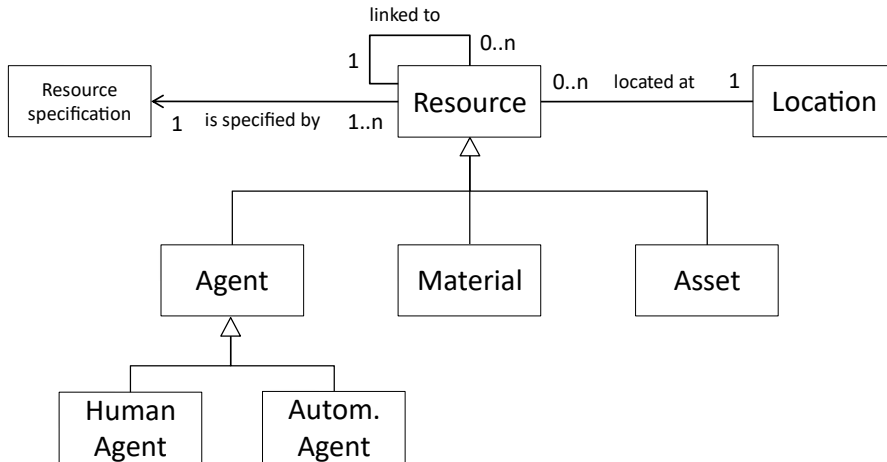 linked to
1
0..n
Resource
specification
1
is specified by
1..n
Resource
0..n
located at
1
Location
Agent
Material
Asset
Human
Agent
Autom.
Agent